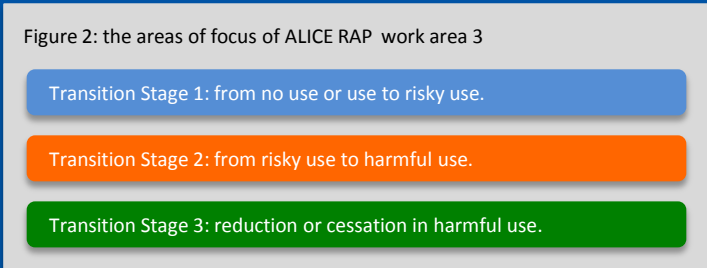 Figure 2: the areas of focus of ALICE RAP work area 3
Transition Stage 1: from no use or use to risky use.
Transition Stage 2: from risky use to harmful use.
Transition Stage 3: reduction or cessation in harmful use.